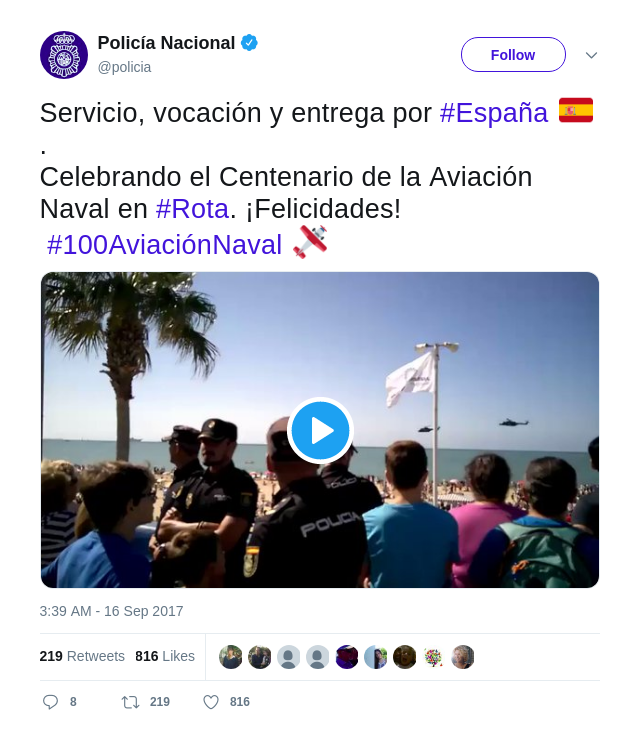 Policía Nacional
@policia
Follow
Servicio, vocación y entrega por #España 🇪🇸
.
Celebrando el Centenario de la Aviación
Naval en #Rota. ¡Felicidades!
#100AviaciónNaval 🛩
POLICIA
3:39 AM - 16 Sep 2017
219 Retweets 816 Likes
8 219 816